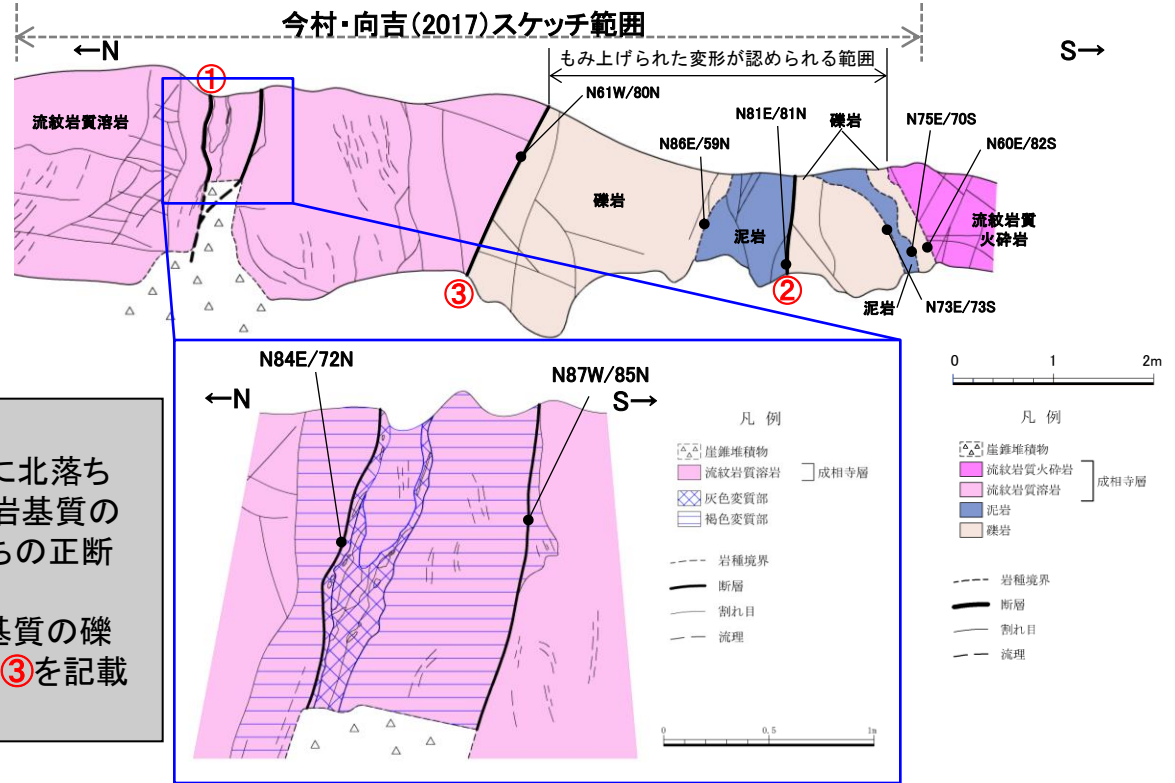 今村・向吉(2017)スケッチ範囲
←N
S→
もみ上げられた変形が認められる範囲
①
流紋岩質溶岩
N61W/80N
N86E/59N
N81E/81N
礫岩
N75E/70S
N60E/82S
礫岩
泥岩
流紋岩質
火砕岩
③
②
泥岩
N73E/73S
N84E/72N
N87W/85N
←N
S→
凡 例
崖錐堆積物
流紋岩質溶岩
成相寺層
灰色変質部
褐色変質部
岩種境界
断層
割れ目
流理
0 0.5 1m
0 1 2m
凡 例
崖錐堆積物
流紋岩質火砕岩
流紋岩質溶岩
成相寺層
泥岩
礫岩
岩種境界
断層
割れ目
流理
に北落ち
岩基質の
ちの正断
基質の礫
③を記載